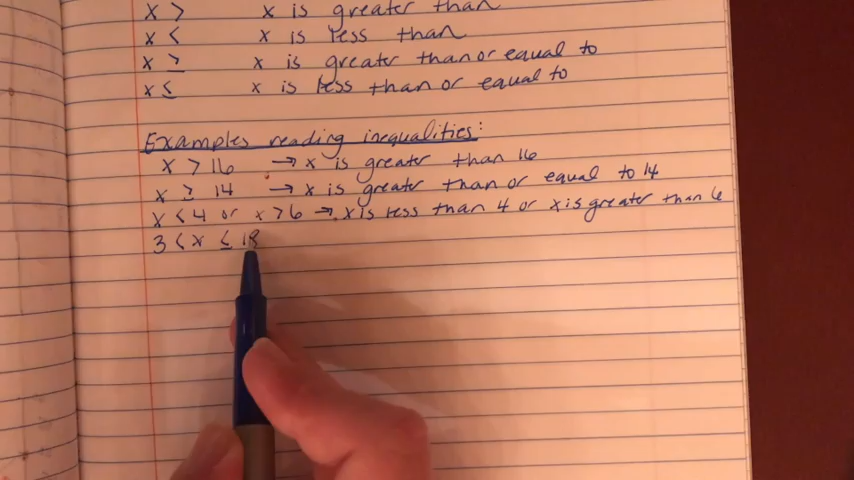 x > x is greater than
x < x is less than
x ≥ x is greater than or equal to
x ≤ x is less than or equal to
Examples reading inequalities:
x > 16 → x is greater than 16
x ≥ 14 → x is greater than or equal to 14
x < 4 or x > 6 → x is less than 4 or x is greater than 6
3 < x ≤ 18